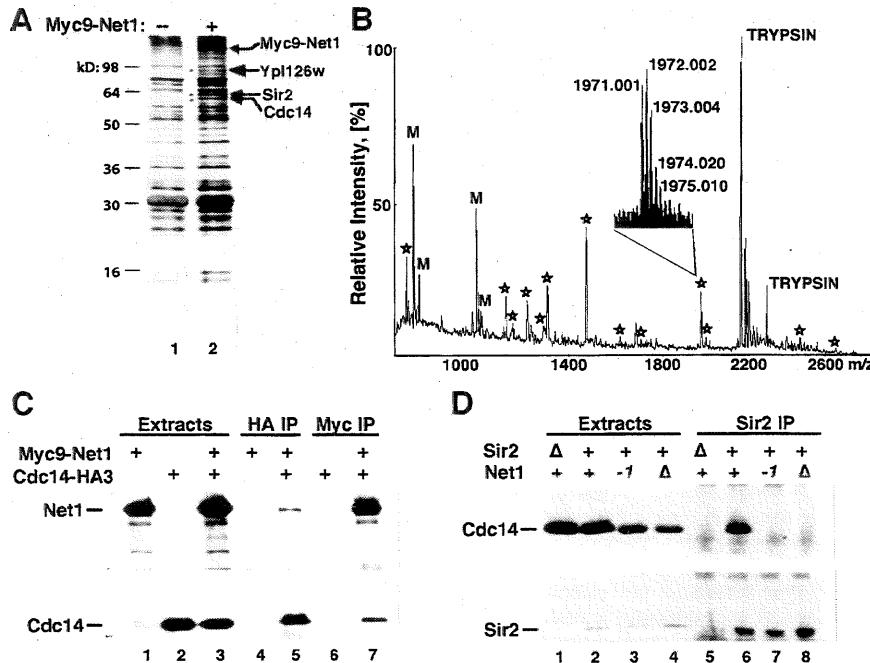 A
Myc9-Net1: – +
Myc9-Net1
kD: 98
Ypl126w
64
Sir2
Cdc14
50
36
30
16
1 2
B
Relative Intensity, [%]
100
50
TRYPSIN
1972.002
1971.001
1973.004
1974.020
1975.010
M
M
M
M
TRYPSIN
1000 1400 1800 2200 2600 m/z
C
Extracts HA IP Myc IP
Myc9-Net1 + + + + +
Cdc14-HA3 + + + + +
Net1
Cdc14
1 2 3 4 5 6 7
D
Extracts Sir2 IP
Sir2 Δ + + + Δ + + +
Net1 + + -1 Δ + + -1 Δ
Cdc14
Sir2
1 2 3 4 5 6 7 8